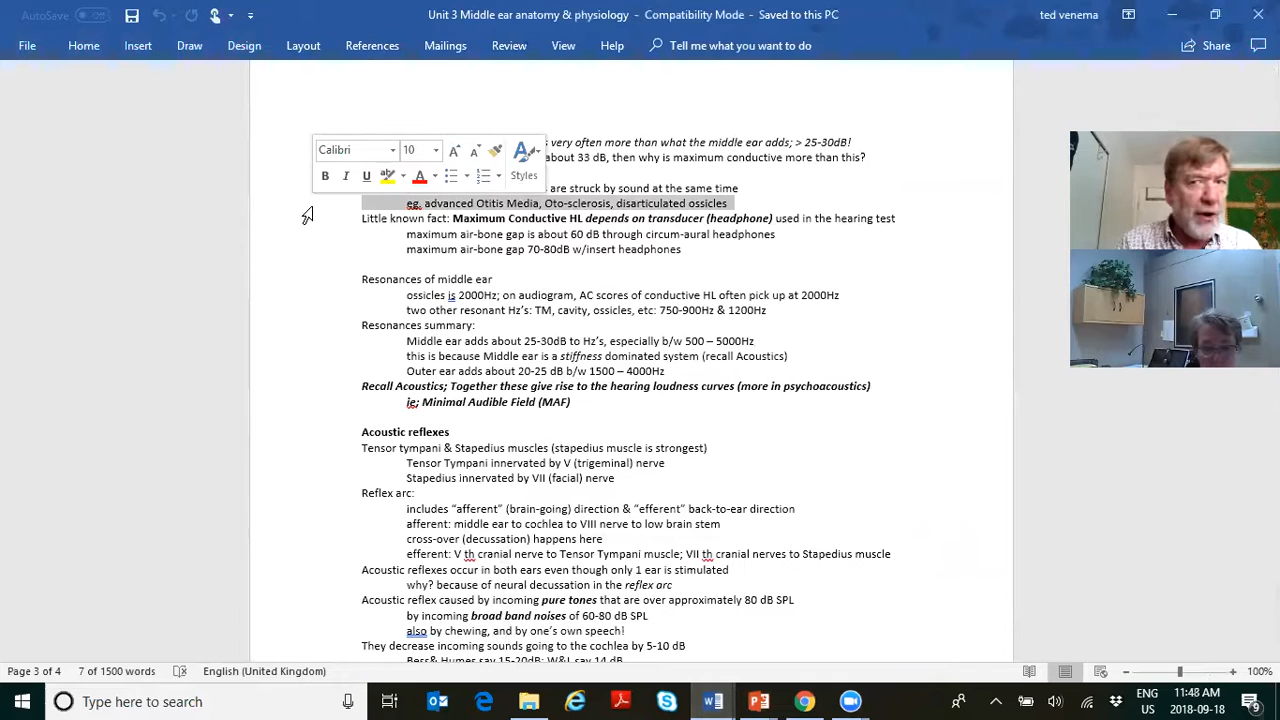 AutoSave Off
Unit 3 Middle ear anatomy & physiology - Compatibility Mode - Saved to this PC
ted venema
File Home Insert Draw Design Layout References Mailings Review Help Tell me what you want to do Share
Calibri 10
B I U Styles
s very often more than what the middle ear adds; > 25-30dB!
about 33 dB, then why is maximum conductive more than this?
s are struck by sound at the same time
eg, advanced Otitis Media, Oto-sclerosis, disarticulated ossicles
Little known fact: Maximum Conductive HL depends on transducer (headphone) used in the hearing test
maximum air-bone gap is about 60 dB through circum-aural headphones
maximum air-bone gap 70-80dB w/insert headphones
Resonances of middle ear
ossicles is 2000Hz; on audiogram, AC scores of conductive HL often pick up at 2000Hz
two other resonant Hz's: TM, cavity, ossicles, etc: 750-900Hz & 1200Hz
Resonances summary:
Middle ear adds about 25-30dB to Hz's, especially b/w 500 – 5000Hz
this is because Middle ear is a stiffness dominated system (recall Acoustics)
Outer ear adds about 20-25 dB b/w 1500 – 4000Hz
Recall Acoustics; Together these give rise to the hearing loudness curves (more in psychoacoustics)
ie; Minimal Audible Field (MAF)
Acoustic reflexes
Tensor tympani & Stapedius muscles (stapedius muscle is strongest)
Tensor Tympani innervated by V (trigeminal) nerve
Stapedius innervated by VII (facial) nerve
Reflex arc:
includes “afferent” (brain-going) direction & “efferent” back-to-ear direction
afferent: middle ear to cochlea to VIII nerve to low brain stem
cross-over (decussation) happens here
efferent: V th cranial nerve to Tensor Tympani muscle; VII th cranial nerves to Stapedius muscle
Acoustic reflexes occur in both ears even though only 1 ear is stimulated
why? because of neural decussation in the reflex arc
Acoustic reflex caused by incoming pure tones that are over approximately 80 dB SPL
by incoming broad band noises of 60-80 dB SPL
also by chewing, and by one's own speech!
They decrease incoming sounds going to the cochlea by 5-10 dB
Bess& Humes say 15-20dB; W&L say 14 dB
Page 3 of 4 7 of 1500 words English (United Kingdom) 100%
Type here to search
ENG 11:48 AM
US 2018-09-18
9